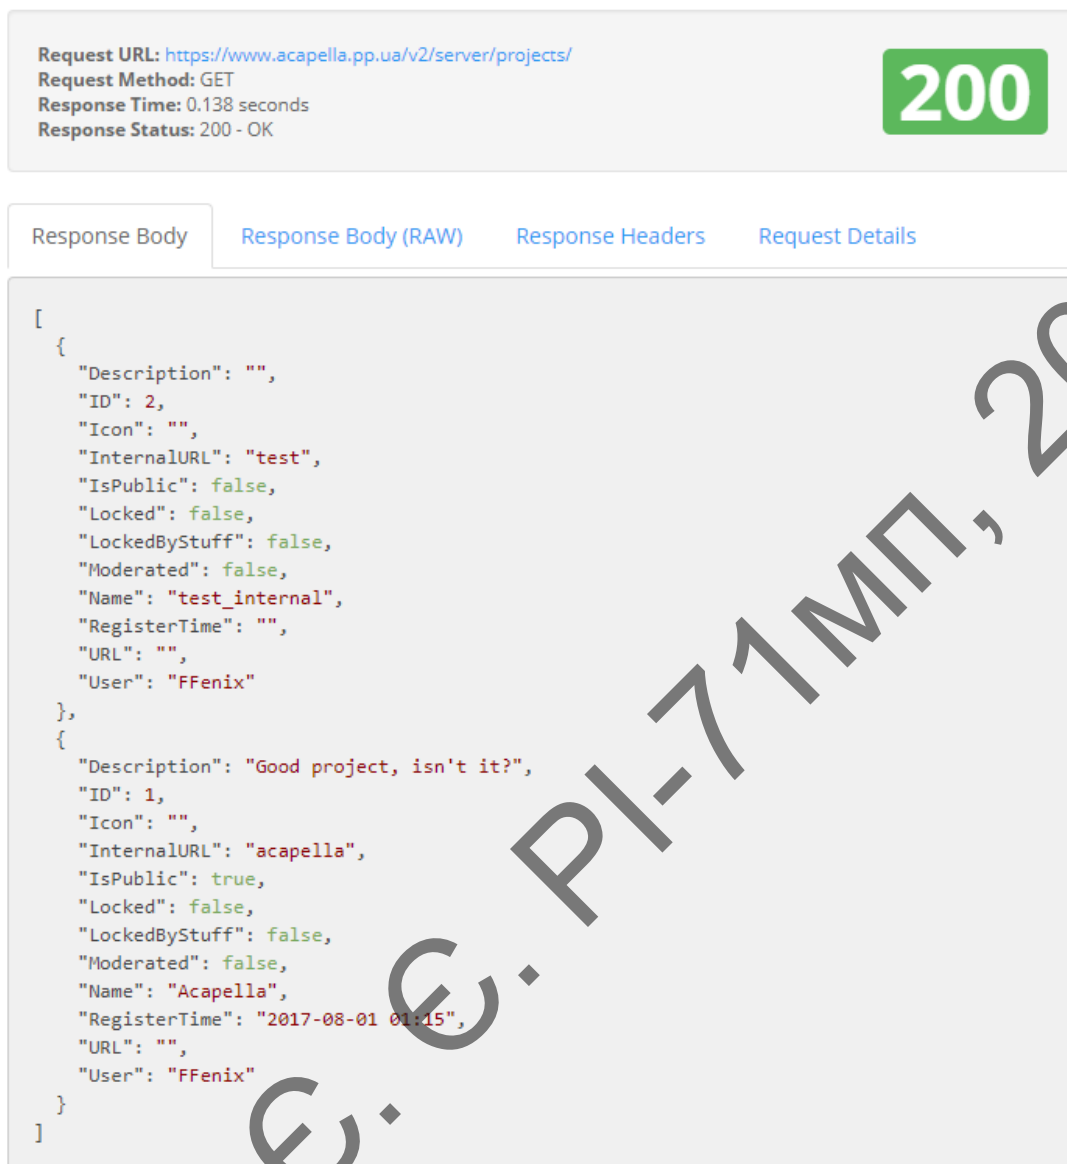 Request URL: https://www.acapella.pp.ua/v2/server/projects/
Request Method: GET
Response Time: 0.138 seconds
Response Status: 200 - OK
200
Response Body Response Body (RAW) Response Headers Request Details
[
{
"Description": "",
"ID": 2,
"Icon": "",
"InternalURL": "test",
"IsPublic": false,
"Locked": false,
"LockedByStuff": false,
"Moderated": false,
"Name": "test_internal",
"RegisterTime": "",
"URL": "",
"User": "FFenix"
},
{
"Description": "Good project, isn't it?",
"ID": 1,
"Icon": "",
"InternalURL": "acapella",
"IsPublic": true,
"Locked": false,
"LockedByStuff": false,
"Moderated": false,
"Name": "Acapella",
"RegisterTime": "2017-08-01 01:15",
"URL": "",
"User": "FFenix"
}
]
Є. Є. РІ-71мп,